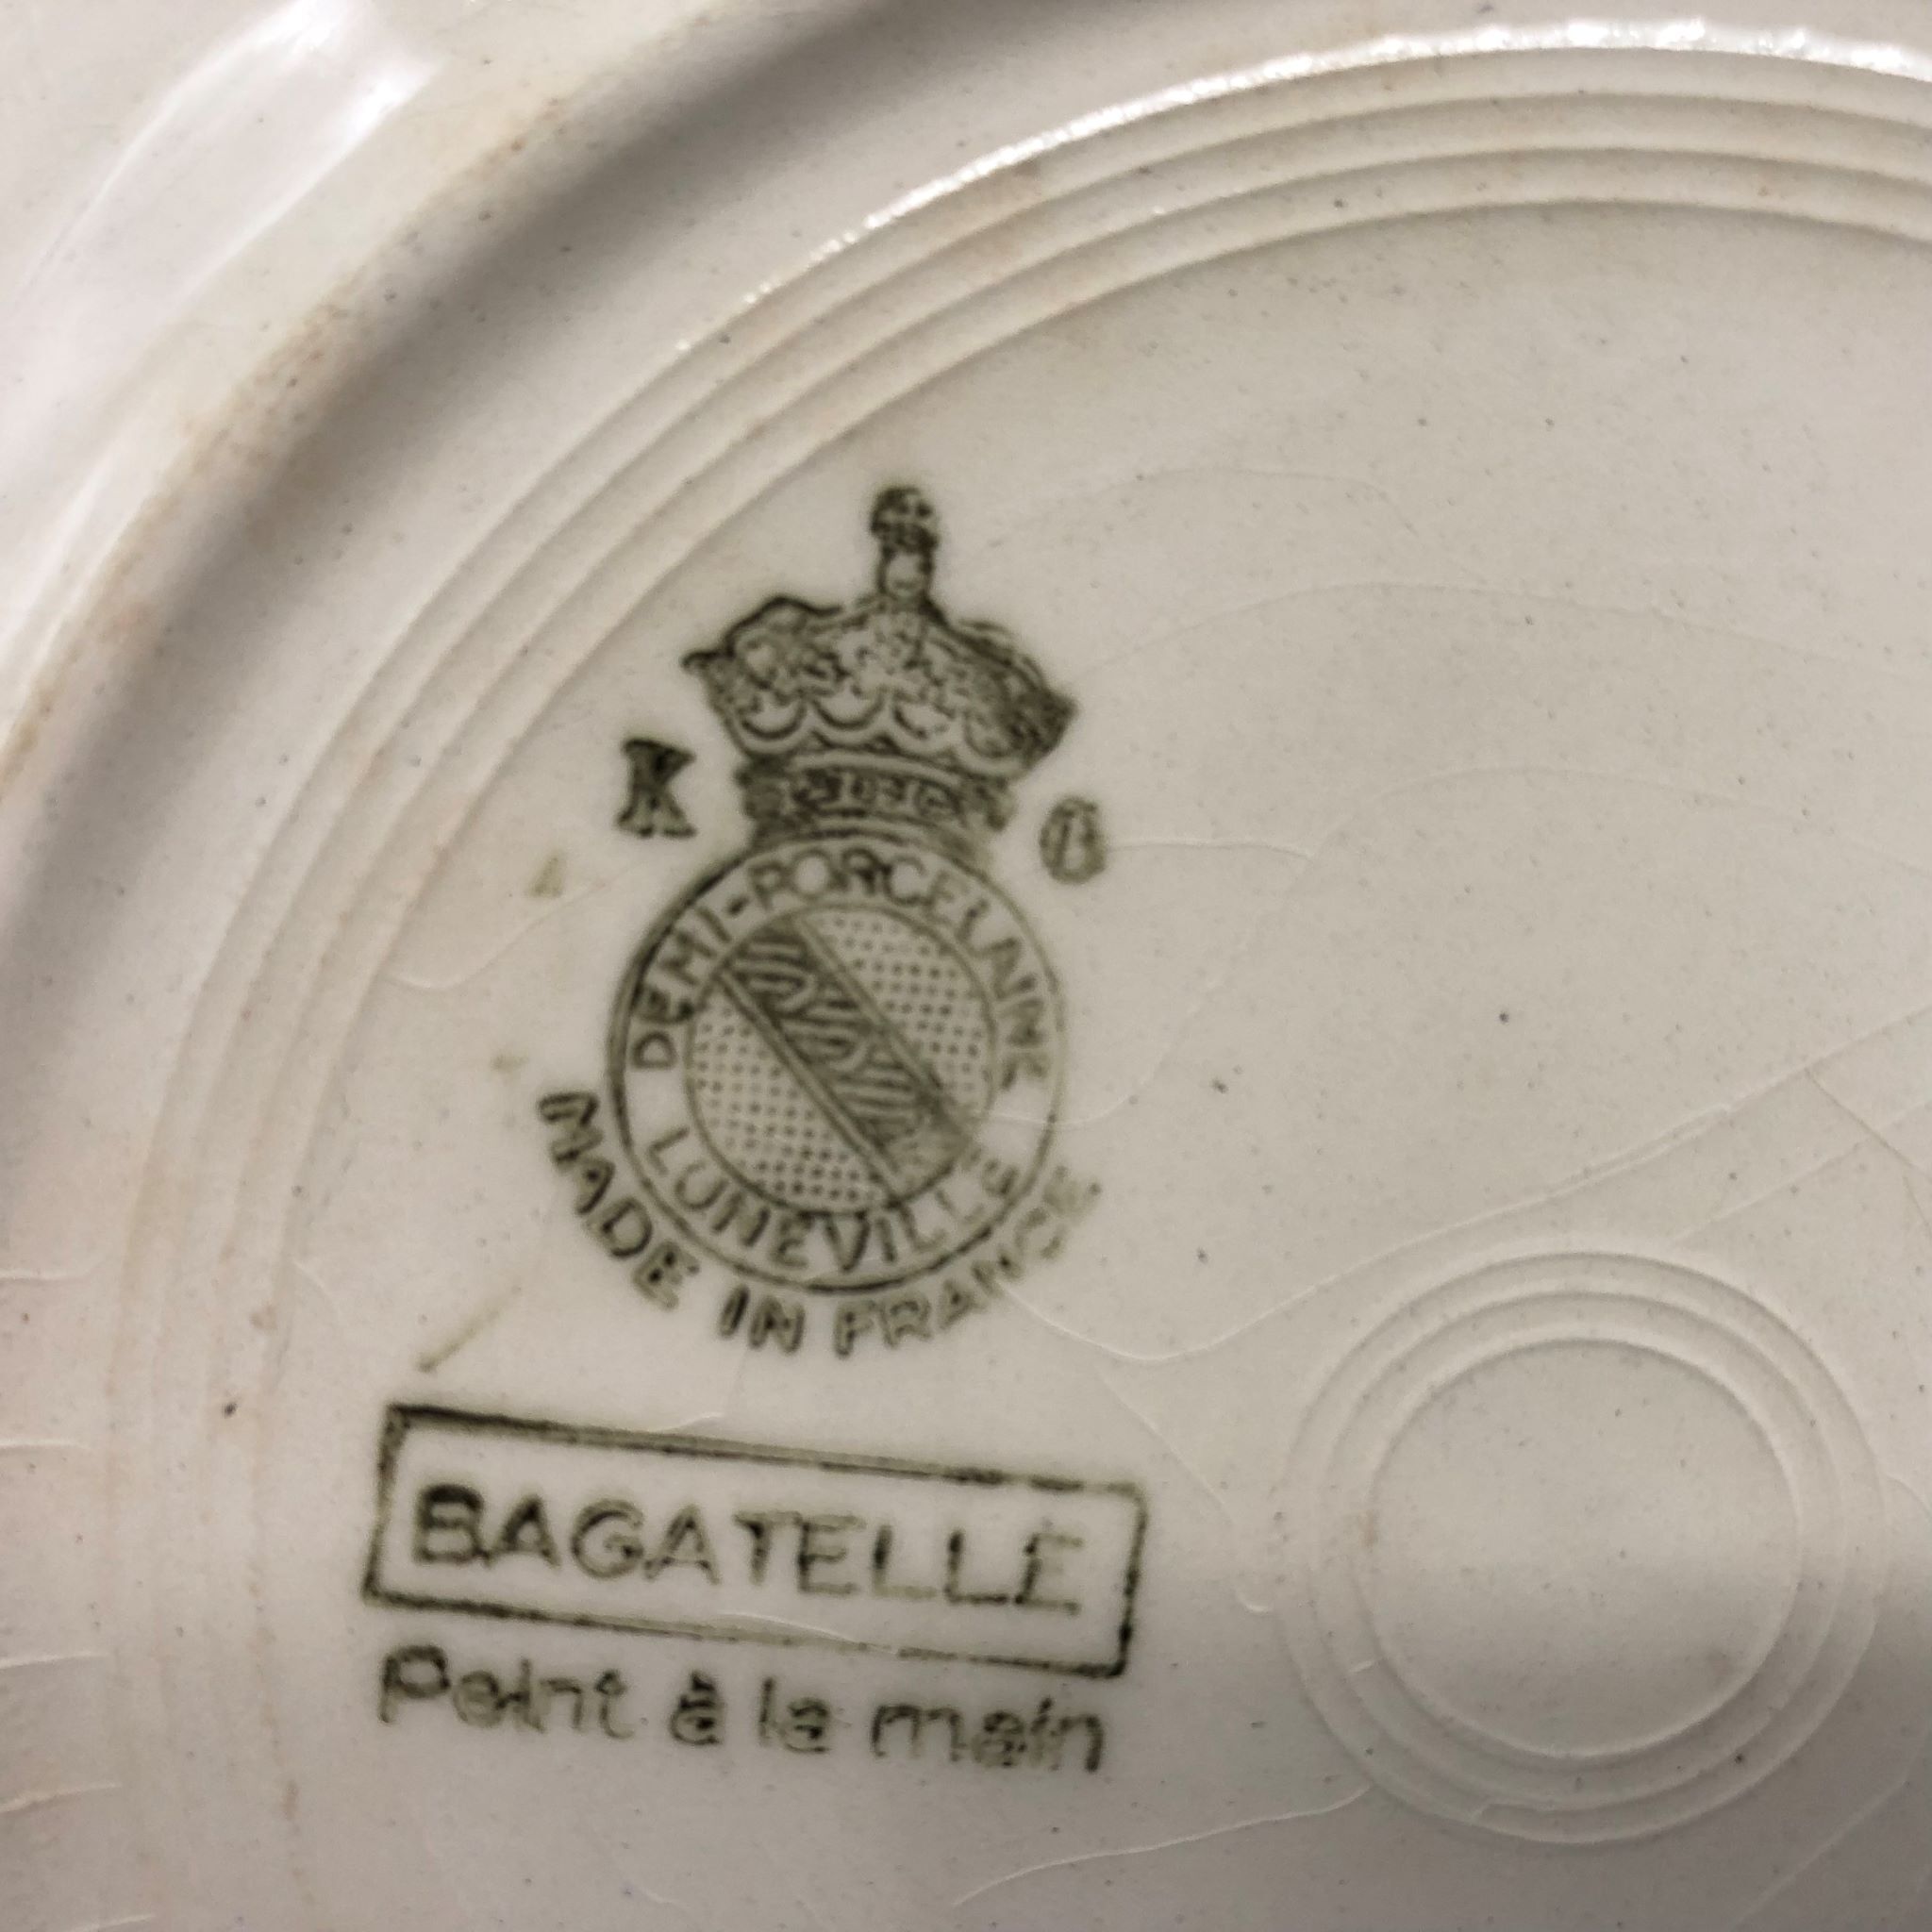 K G
DEMI-PORCELAINE
LUNEVILLE
MADE IN FRANCE
BAGATELLE
Peint à la main